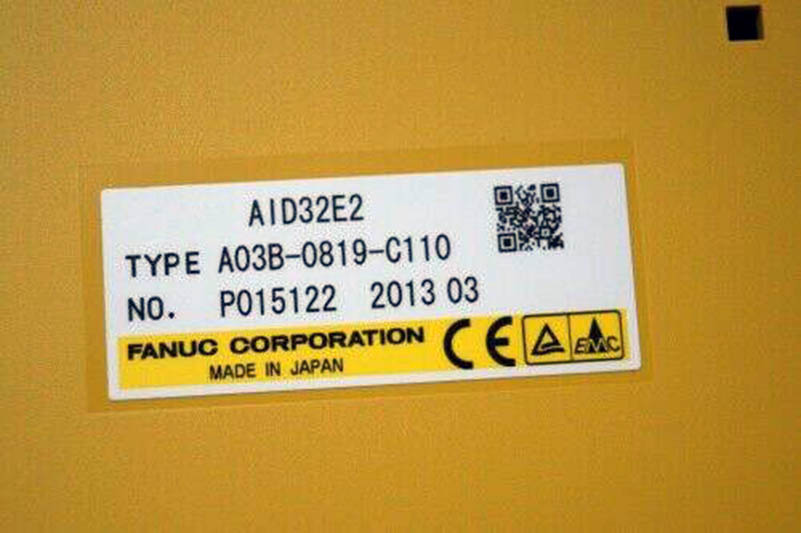 AID32E2
TYPE A03B-0819-C110
NO. P015122 2013 03
FANUC CORPORATION
MADE IN JAPAN
CE
EMC